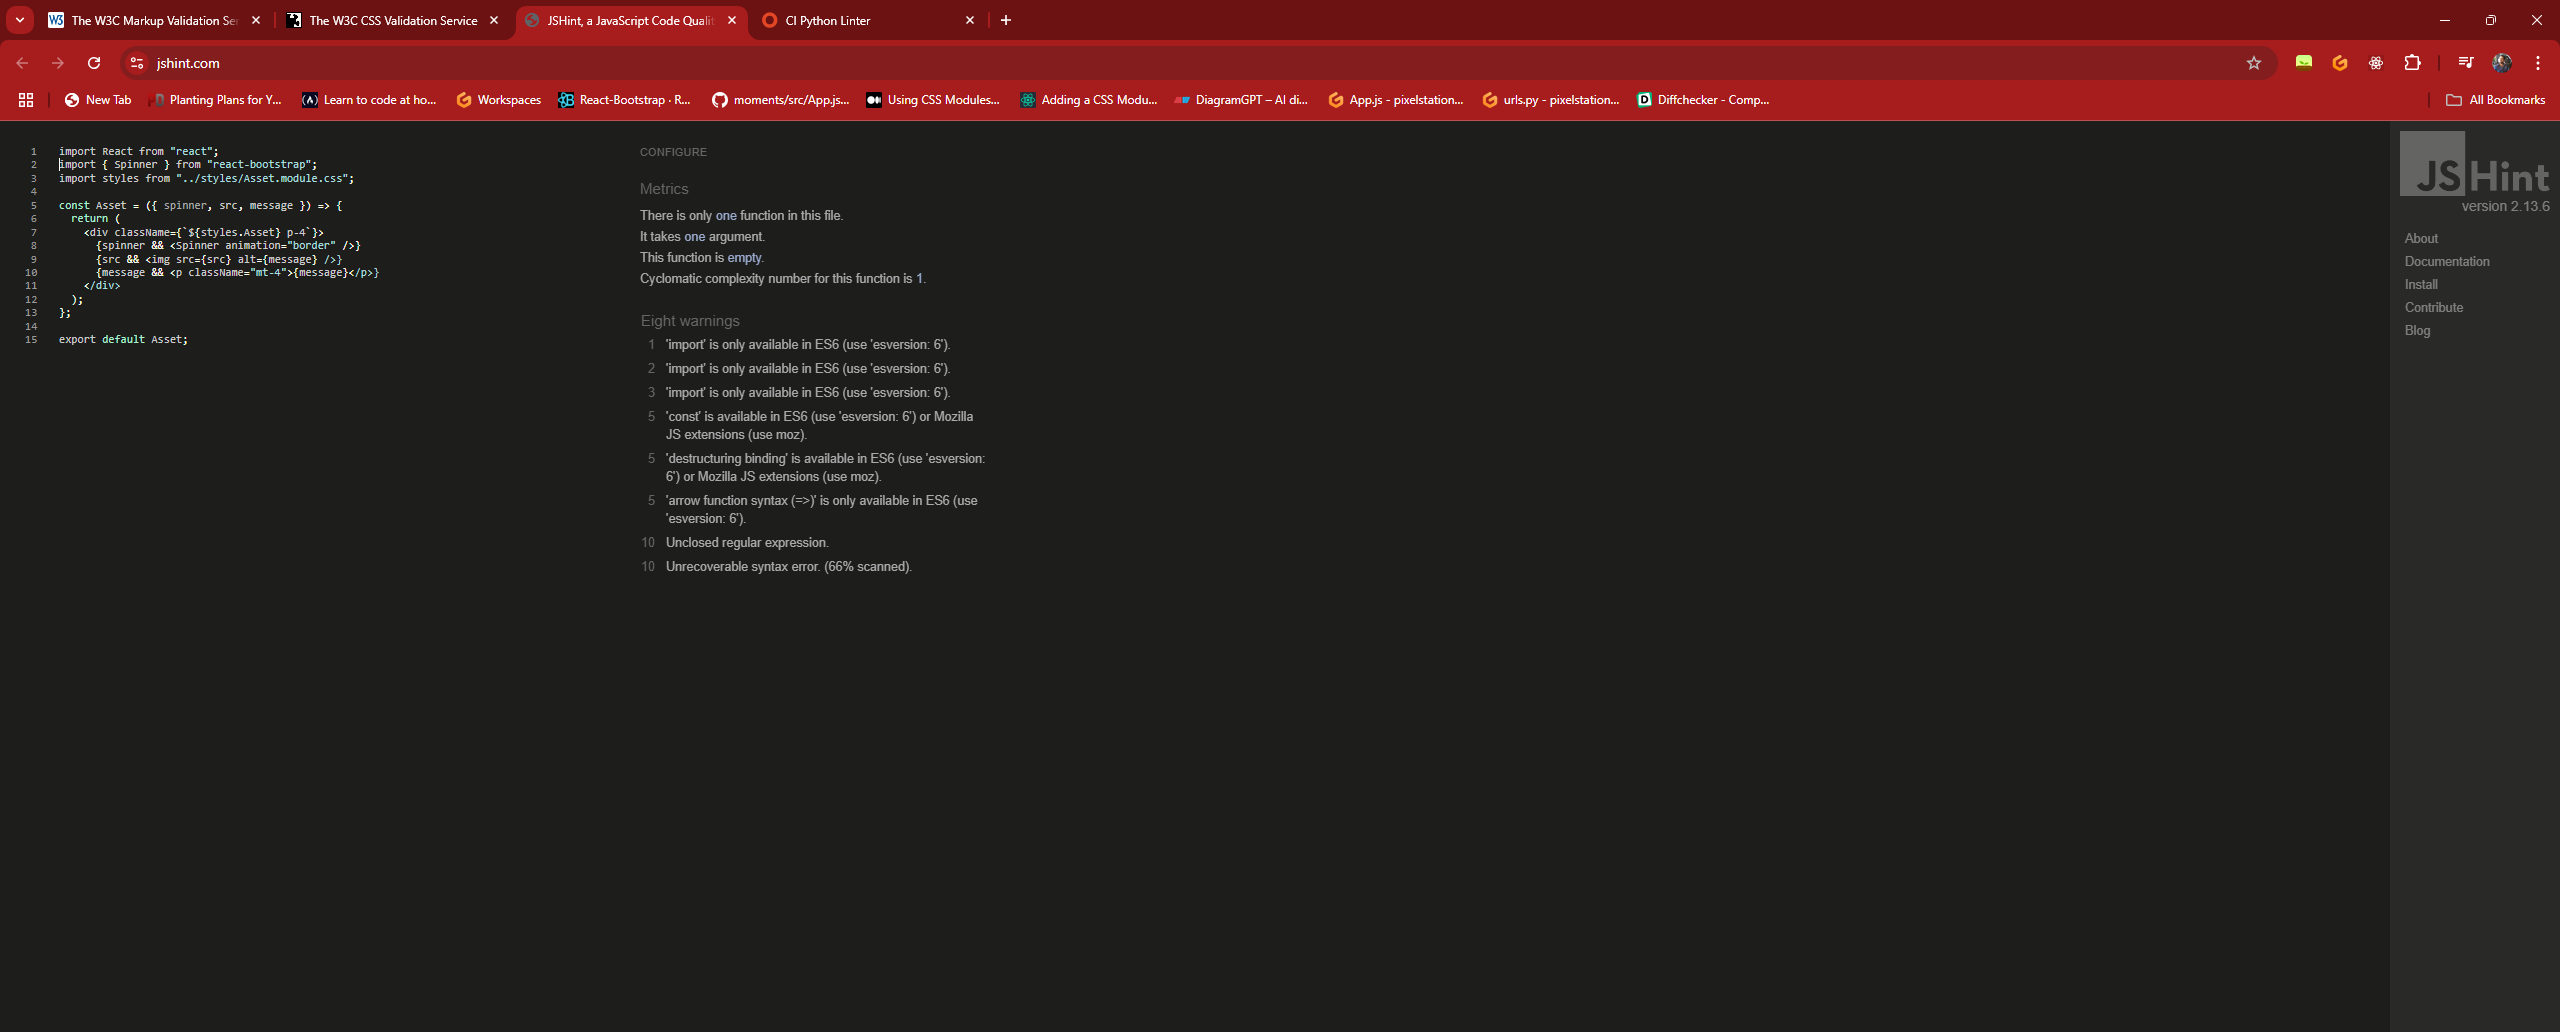 The W3C Markup Validation Se
The W3C CSS Validation Service
JSHint, a JavaScript Code Qualit
CI Python Linter
jshint.com
New Tab
Planting Plans for Y...
Learn to code at ho...
Workspaces
React-Bootstrap · R...
moments/src/App.js...
Using CSS Modules...
Adding a CSS Modu...
DiagramGPT – AI di...
App.js - pixelstation...
urls.py - pixelstation...
Diffchecker - Comp...
All Bookmarks
1 import React from "react";
2 import { Spinner } from "react-bootstrap";
3 import styles from "../styles/Asset.module.css";
4
5 const Asset = ({ spinner, src, message }) => {
6 return (
7 <div className={`${styles.Asset} p-4`}>
8 {spinner && <Spinner animation="border" />}
9 {src && <img src={src} alt={message} />}
10 {message && <p className="mt-4">{message}</p>}
11 </div>
12 );
13 };
14
15 export default Asset;
CONFIGURE
Metrics
There is only one function in this file.
It takes one argument.
This function is empty.
Cyclomatic complexity number for this function is 1.
Eight warnings
1 'import' is only available in ES6 (use 'esversion: 6').
2 'import' is only available in ES6 (use 'esversion: 6').
3 'import' is only available in ES6 (use 'esversion: 6').
5 'const' is available in ES6 (use 'esversion: 6') or Mozilla
JS extensions (use moz).
5 'destructuring binding' is available in ES6 (use 'esversion:
6') or Mozilla JS extensions (use moz).
5 'arrow function syntax (=>)' is only available in ES6 (use
'esversion: 6').
10 Unclosed regular expression.
10 Unrecoverable syntax error. (66% scanned).
JSHint
version 2.13.6
About
Documentation
Install
Contribute
Blog